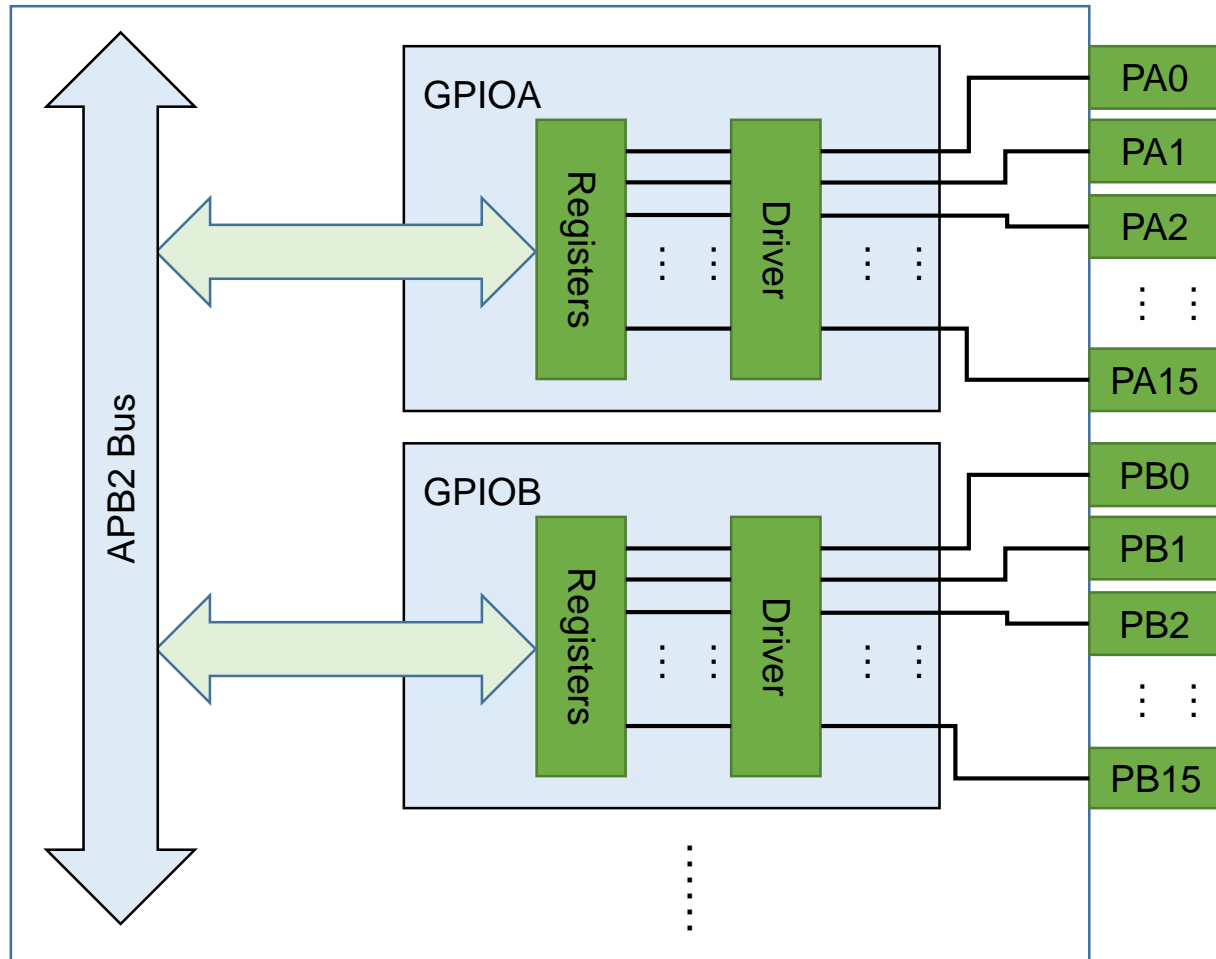 APB2 Bus
GPIOA
Registers
Driver
PA0
PA1
PA2
PA15
GPIOB
Registers
Driver
PB0
PB1
PB2
PB15